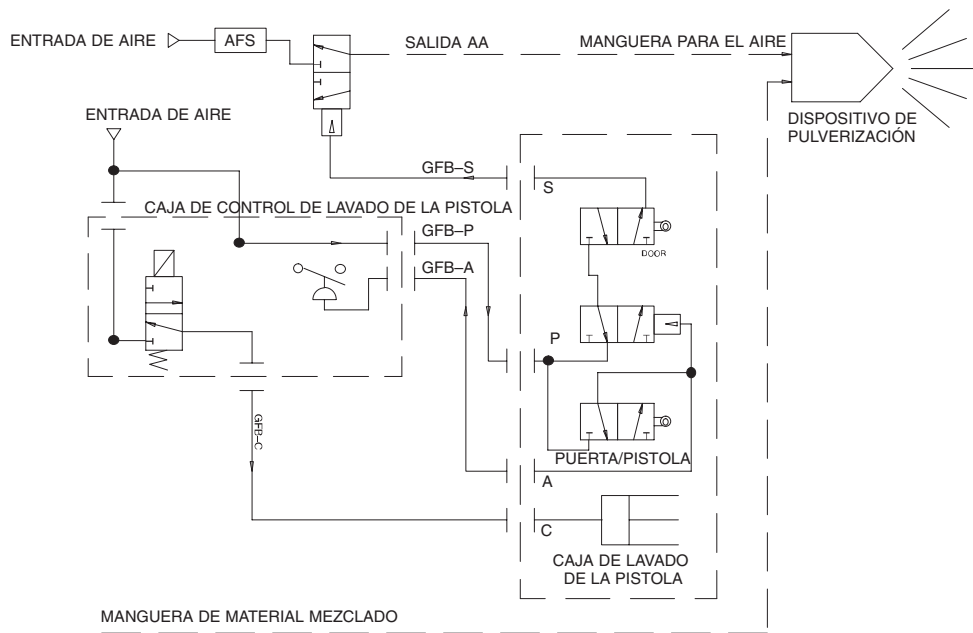 ENTRADA DE AIRE
AFS
SALIDA AA
MANGUERA PARA EL AIRE
DISPOSITIVO DE
PULVERIZACIÓN
ENTRADA DE AIRE
GFB–S
S
CAJA DE CONTROL DE LAVADO DE LA PISTOLA
GFB–P
GFB–A
DOOR
P
GFB–C
PUERTA/PISTOLA
A
C
CAJA DE LAVADO
DE LA PISTOLA
MANGUERA DE MATERIAL MEZCLADO